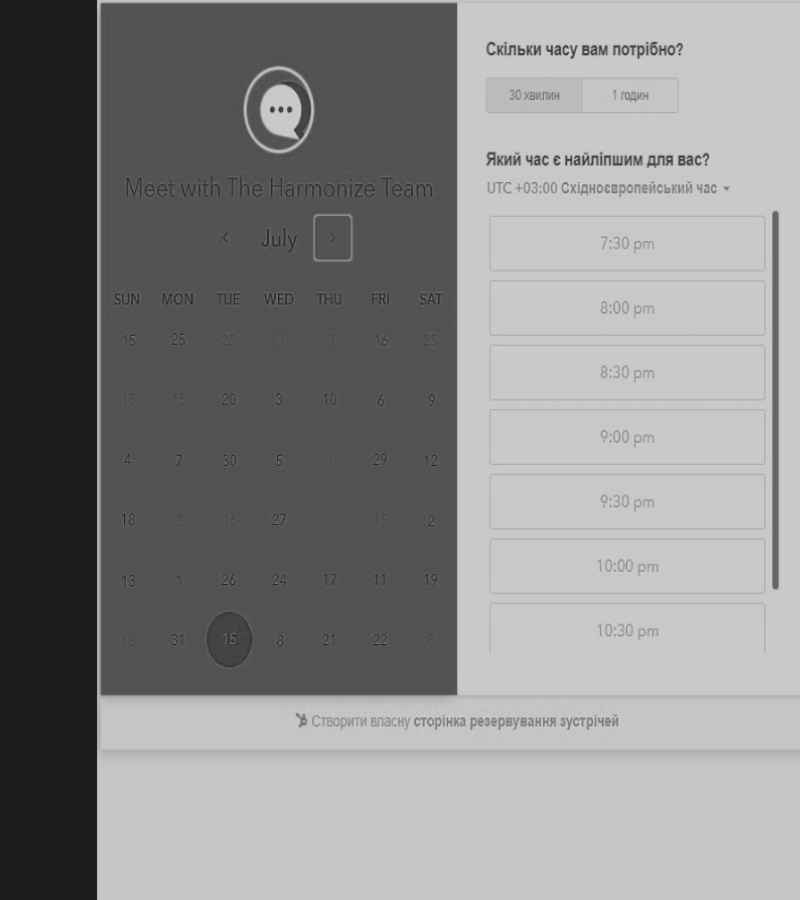 Meet with The Harmonize Team
July
SUN MON TUE WED THU FRI SAT
15 25 25 3 3 16 25
15 15 20 3 10 6 9
4 7 30 5 1 29 12
18 3 16 27 11 15 2
13 1 26 24 17 11 19
18 31 15 8 21 22 8
Скільки часу вам потрібно?
30 хвилин 1 годин
Який час є найліпшим для вас?
UTC +03:00 Східноєвропейський час
7:30 pm
8:00 pm
8:30 pm
9:00 pm
9:30 pm
10:00 pm
10:30 pm
Створити власну сторінка резервування зустрічей